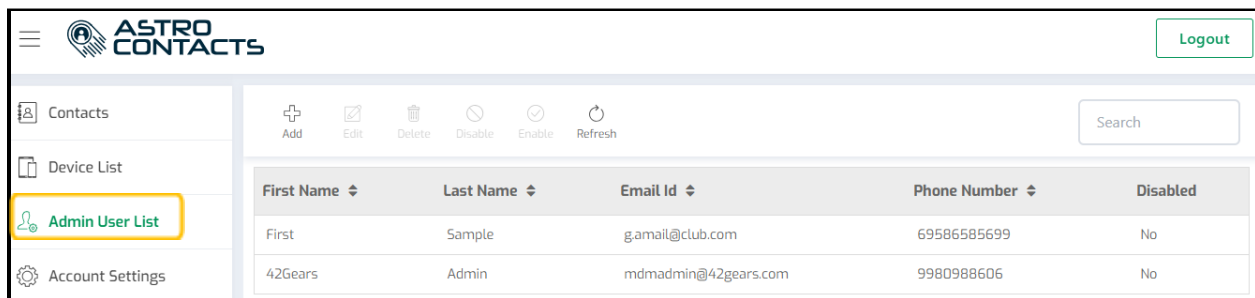 ASTRO
CONTACTS
Logout
Contacts
Device List
Admin User List
Account Settings
Add Edit Delete Disable Enable Refresh
Search
First Name Last Name Email Id Phone Number Disabled
First Sample g.amail@club.com 69586585699 No
42Gears Admin mdmadmin@42gears.com 9980988606 No